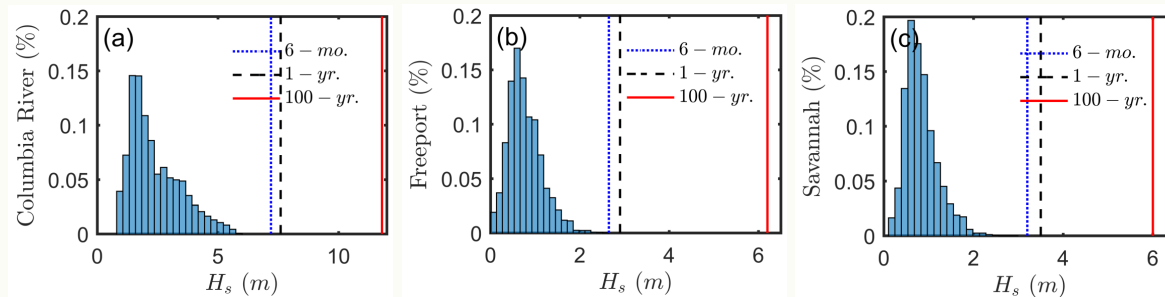 (a)
Columbia River (%)
0.2
0.15
0.1
0.05
0
6 – mo.
1 – yr.
100 – yr.
0 5 10
H_s (m)
(b)
Freeport (%)
0.2
0.15
0.1
0.05
0
6 – mo.
1 – yr.
100 – yr.
0 2 4 6
H_s (m)
(c)
Savannah (%)
0.2
0.15
0.1
0.05
0
6 – mo.
1 – yr.
100 – yr.
0 2 4 6
H_s (m)